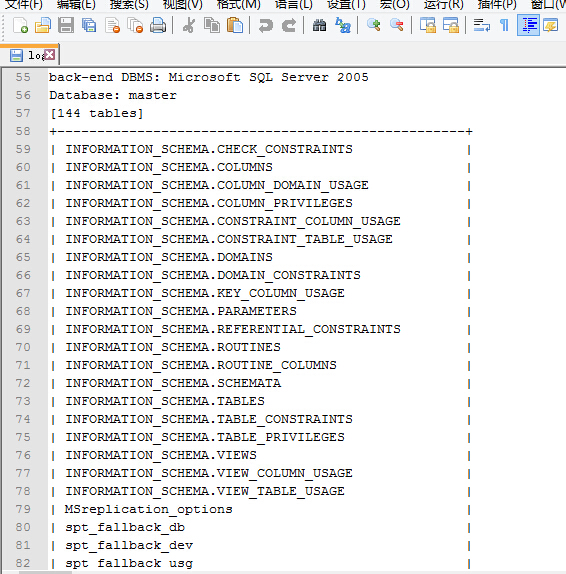 文件(F) 编辑(E) 搜索(S) 视图(V) 格式(M) 语言(L) 设置(T) 宏(O) 运行(R) 插件(P) 窗口(W
log
55 back-end DBMS: Microsoft SQL Server 2005
56 Database: master
57 [144 tables]
58 +---------------------------------------------------+
59 | INFORMATION_SCHEMA.CHECK_CONSTRAINTS |
60 | INFORMATION_SCHEMA.COLUMNS |
61 | INFORMATION_SCHEMA.COLUMN_DOMAIN_USAGE |
62 | INFORMATION_SCHEMA.COLUMN_PRIVILEGES |
63 | INFORMATION_SCHEMA.CONSTRAINT_COLUMN_USAGE |
64 | INFORMATION_SCHEMA.CONSTRAINT_TABLE_USAGE |
65 | INFORMATION_SCHEMA.DOMAINS |
66 | INFORMATION_SCHEMA.DOMAIN_CONSTRAINTS |
67 | INFORMATION_SCHEMA.KEY_COLUMN_USAGE |
68 | INFORMATION_SCHEMA.PARAMETERS |
69 | INFORMATION_SCHEMA.REFERENTIAL_CONSTRAINTS |
70 | INFORMATION_SCHEMA.ROUTINES |
71 | INFORMATION_SCHEMA.ROUTINE_COLUMNS |
72 | INFORMATION_SCHEMA.SCHEMATA |
73 | INFORMATION_SCHEMA.TABLES |
74 | INFORMATION_SCHEMA.TABLE_CONSTRAINTS |
75 | INFORMATION_SCHEMA.TABLE_PRIVILEGES |
76 | INFORMATION_SCHEMA.VIEWS |
77 | INFORMATION_SCHEMA.VIEW_COLUMN_USAGE |
78 | INFORMATION_SCHEMA.VIEW_TABLE_USAGE |
79 | MSreplication_options |
80 | spt_fallback_db |
81 | spt_fallback_dev |
82 | spt_fallback_usg |